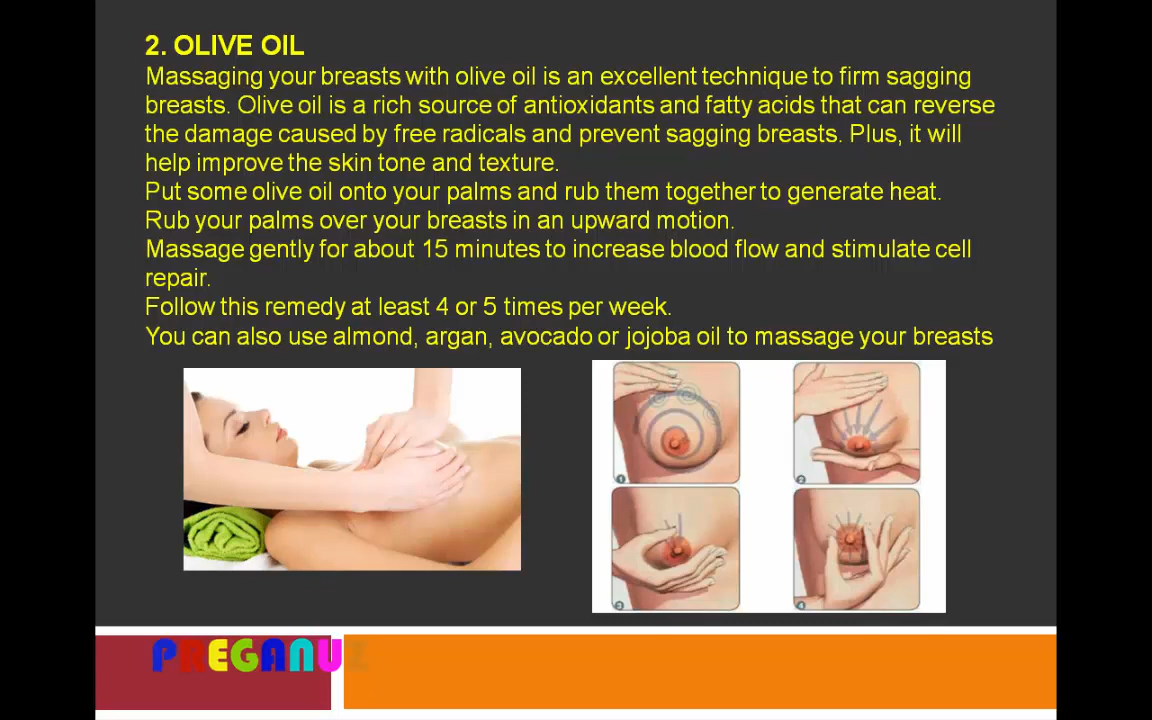 2. OLIVE OIL
Massaging your breasts with olive oil is an excellent technique to firm sagging
breasts. Olive oil is a rich source of antioxidants and fatty acids that can reverse
the damage caused by free radicals and prevent sagging breasts. Plus, it will
help improve the skin tone and texture.
Put some olive oil onto your palms and rub them together to generate heat.
Rub your palms over your breasts in an upward motion.
Massage gently for about 15 minutes to increase blood flow and stimulate cell
repair.
Follow this remedy at least 4 or 5 times per week.
You can also use almond, argan, avocado or jojoba oil to massage your breasts
1
2
3
4
PREGANUZ